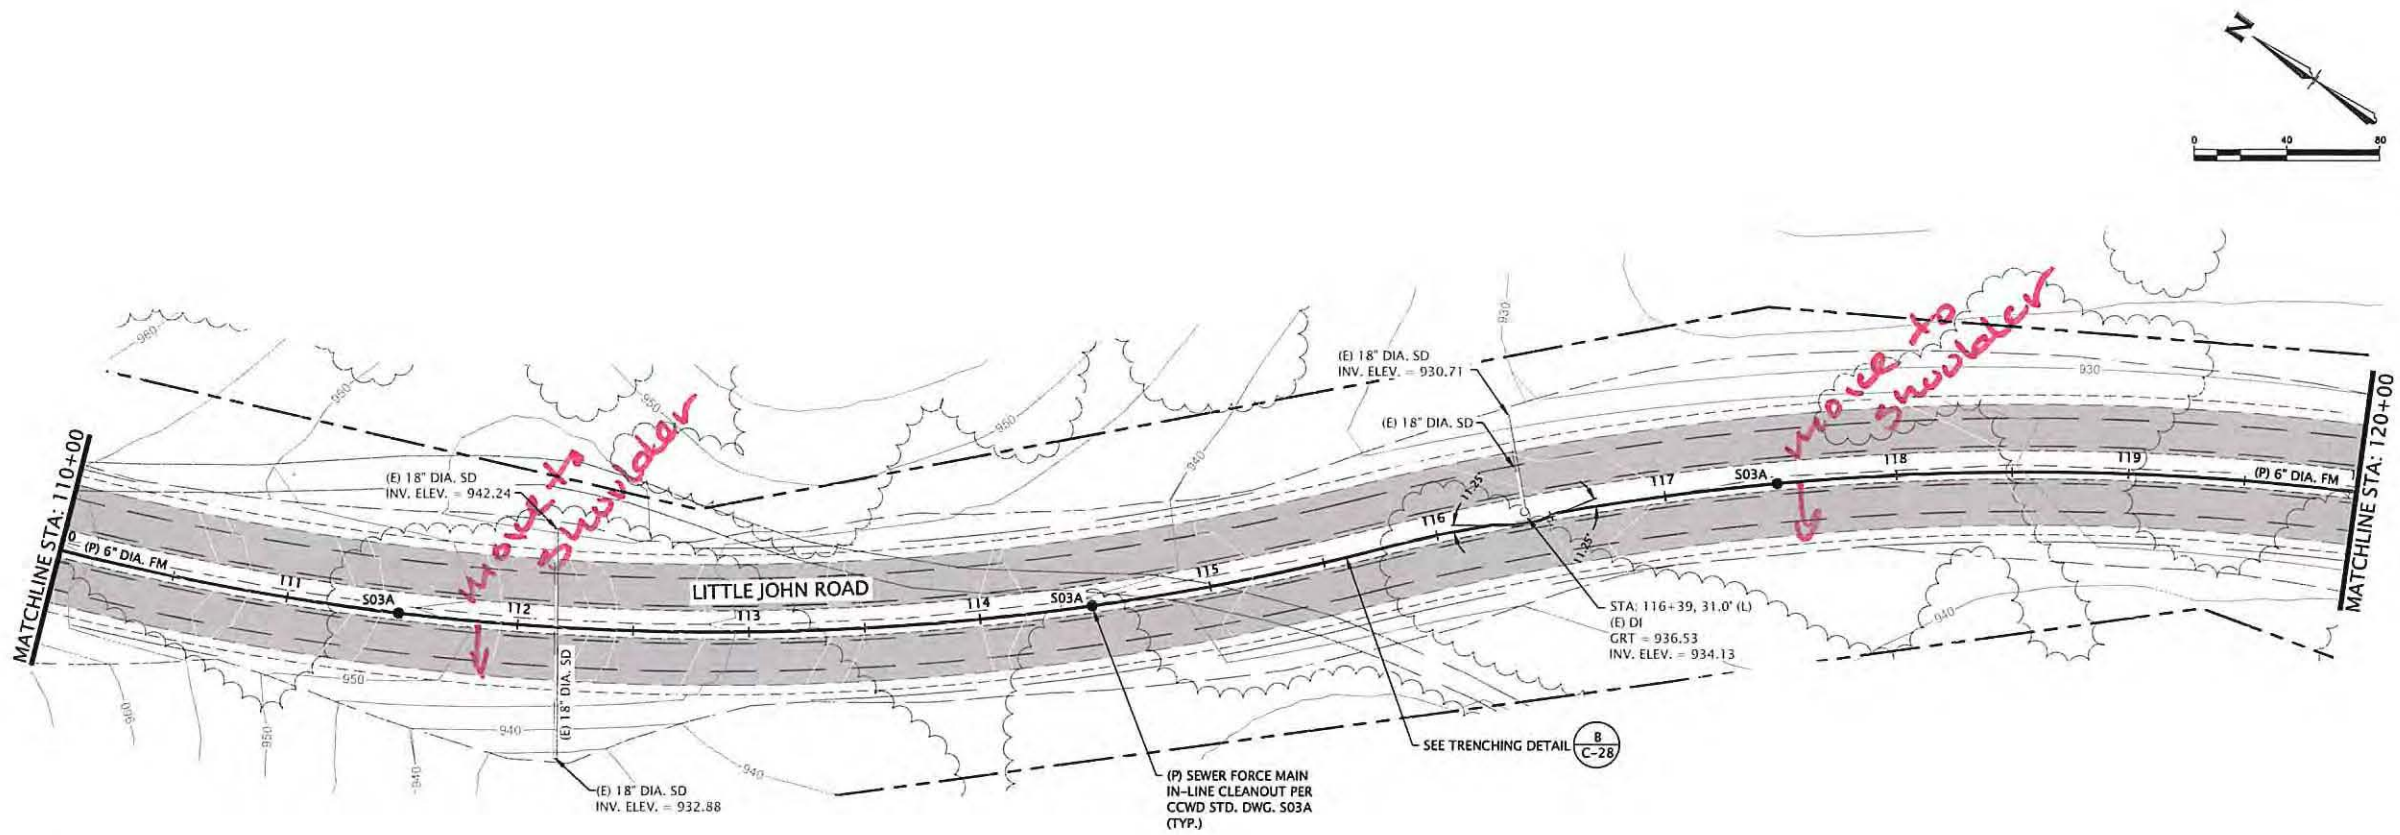 N
0 40 80
960
950
950
950
940
930
930
(E) 18" DIA. SD
INV. ELEV. = 930.71
(E) 18" DIA. SD
move to
shoulder
move to
shoulder
MATCHLINE STA: 110+00
(E) 18" DIA. SD
INV. ELEV. = 942.24
0
(P) 6" DIA. FM
111
S03A
112
LITTLE JOHN ROAD
113
114
S03A
115
116
11.25°
11.25°
117
S03A
118
119
(P) 6" DIA. FM
MATCHLINE STA: 120+00
STA: 116+39, 31.0' (L)
(E) DI
GRT = 936.53
INV. ELEV. = 934.13
940
950
960
950
940
940
940
(E) 18" DIA. SD
(E) 18" DIA. SD
INV. ELEV. = 932.88
(P) SEWER FORCE MAIN
IN-LINE CLEANOUT PER
CCWD STD. DWG. S03A
(TYP.)
SEE TRENCHING DETAIL
B
C-28